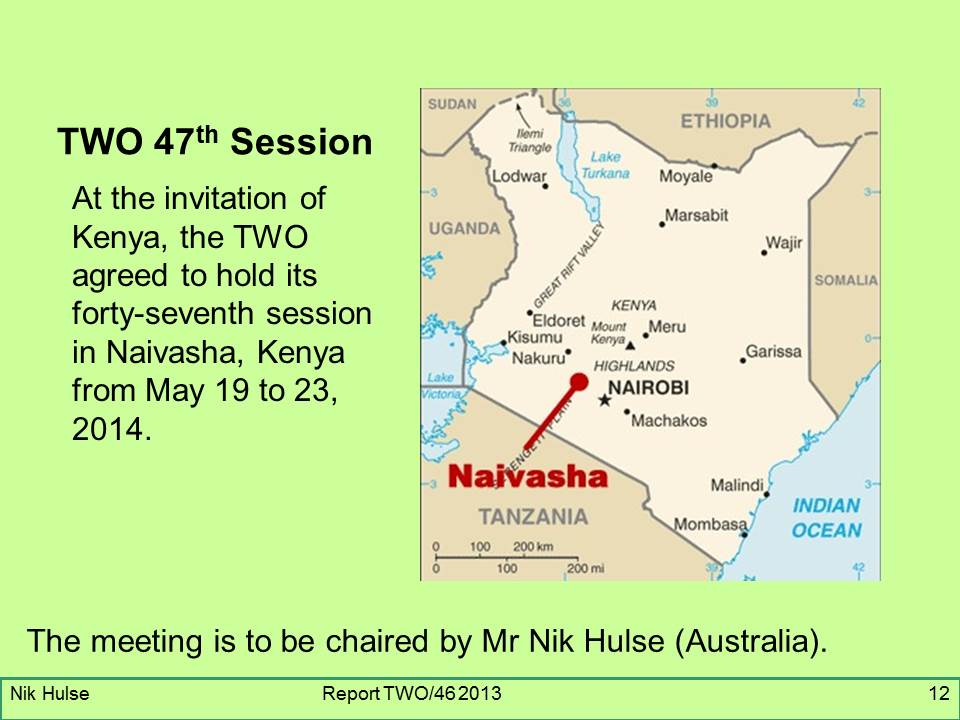 TWO 47th Session
At the invitation of
Kenya, the TWO
agreed to hold its
forty-seventh session
in Naivasha, Kenya
from May 19 to 23,
2014.
SUDAN
36
39
42
ETHIOPIA
Ilemi
Triangle
Lake
Turkana
Lodwar
Moyale
3
3
Marsabit
UGANDA
Wajir
GREAT RIFT VALLEY
SOMALIA
KENYA
Eldoret
Mount
Kenya
Meru
Kisumu
Nakuru
Garissa
HIGHLANDS
Lake
Victoria
NAIROBI
Machakos
PLAIN
Naivasha
3
3
Malindi
INDIAN
OCEAN
TANZANIA
Mombasa
0 100 200 km
0 100 200 mi
39
42
The meeting is to be chaired by Mr Nik Hulse (Australia).
Nik Hulse Report TWO/46 2013 12